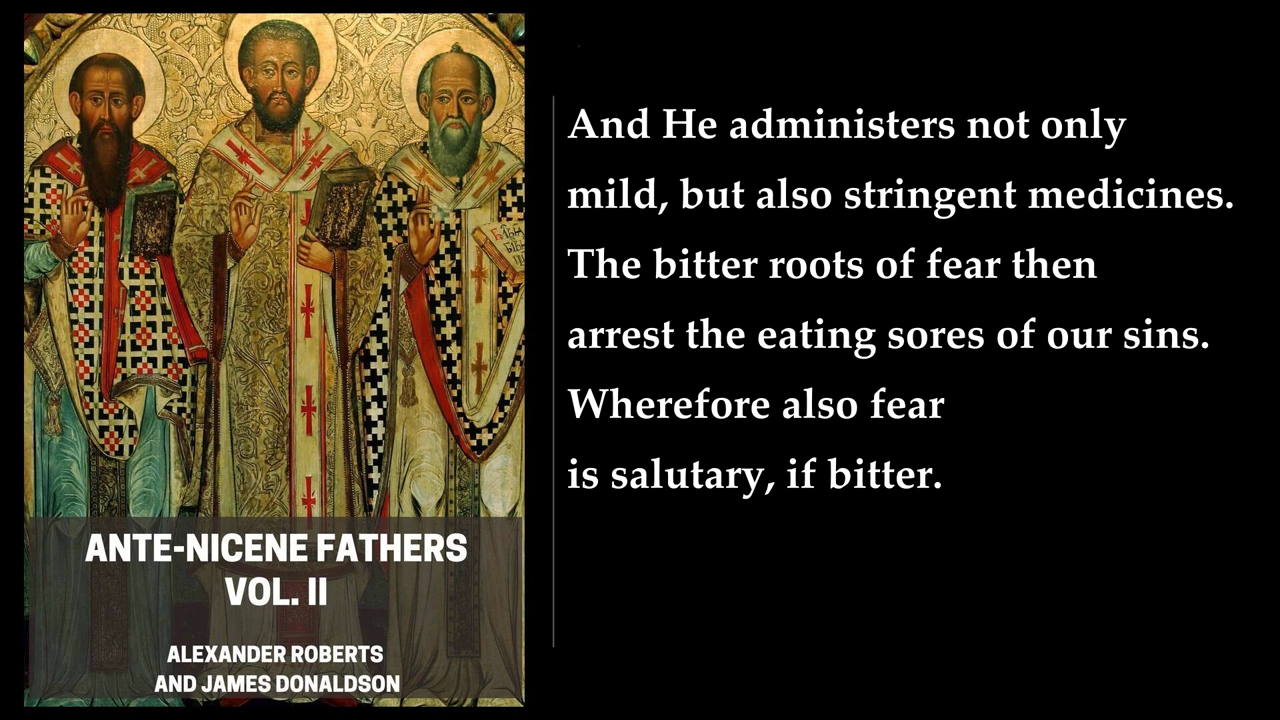 ANTE-NICENE FATHERS
VOL. II
ALEXANDER ROBERTS
AND JAMES DONALDSON
And He administers not only
mild, but also stringent medicines.
The bitter roots of fear then
arrest the eating sores of our sins.
Wherefore also fear
is salutary, if bitter.